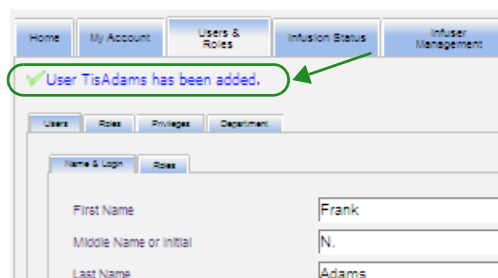 Home My Account Users & Roles Infusion Status Infuser Management
User TisAdams has been added.
Users Roles Privileges Department
Name & Login Roles
First Name Frank
Middle Name or Initial N.
Last Name Adams